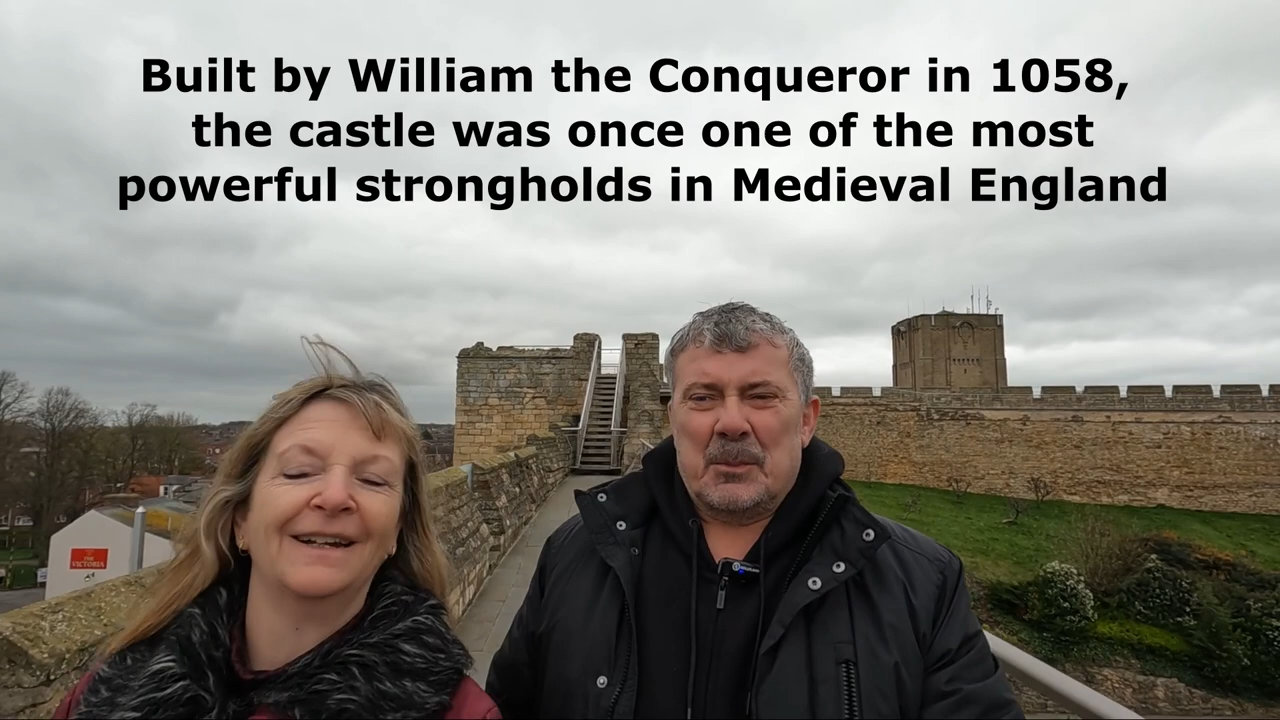 Built by William the Conqueror in 1058,
the castle was once one of the most
powerful strongholds in Medieval England
THE
VICTORIA